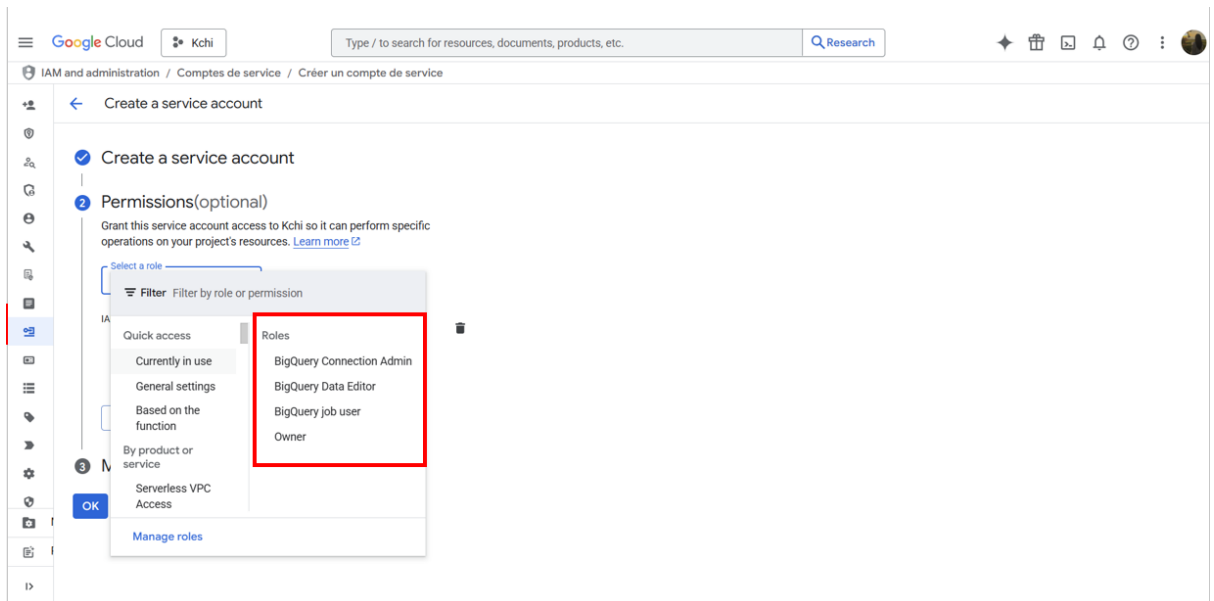 Google Cloud
Kchi
Type / to search for resources, documents, products, etc.
Research
IAM and administration / Comptes de service / Créer un compte de service
Create a service account
Create a service account
2 Permissions(optional)
Grant this service account access to Kchi so it can perform specific
operations on your project's resources. Learn more
Select a role
Filter Filter by role or permission
IA
Quick access
Currently in use
General settings
Based on the
function
By product or
service
Serverless VPC
Access
Roles
BigQuery Connection Admin
BigQuery Data Editor
BigQuery job user
Owner
Manage roles
3 M
OK